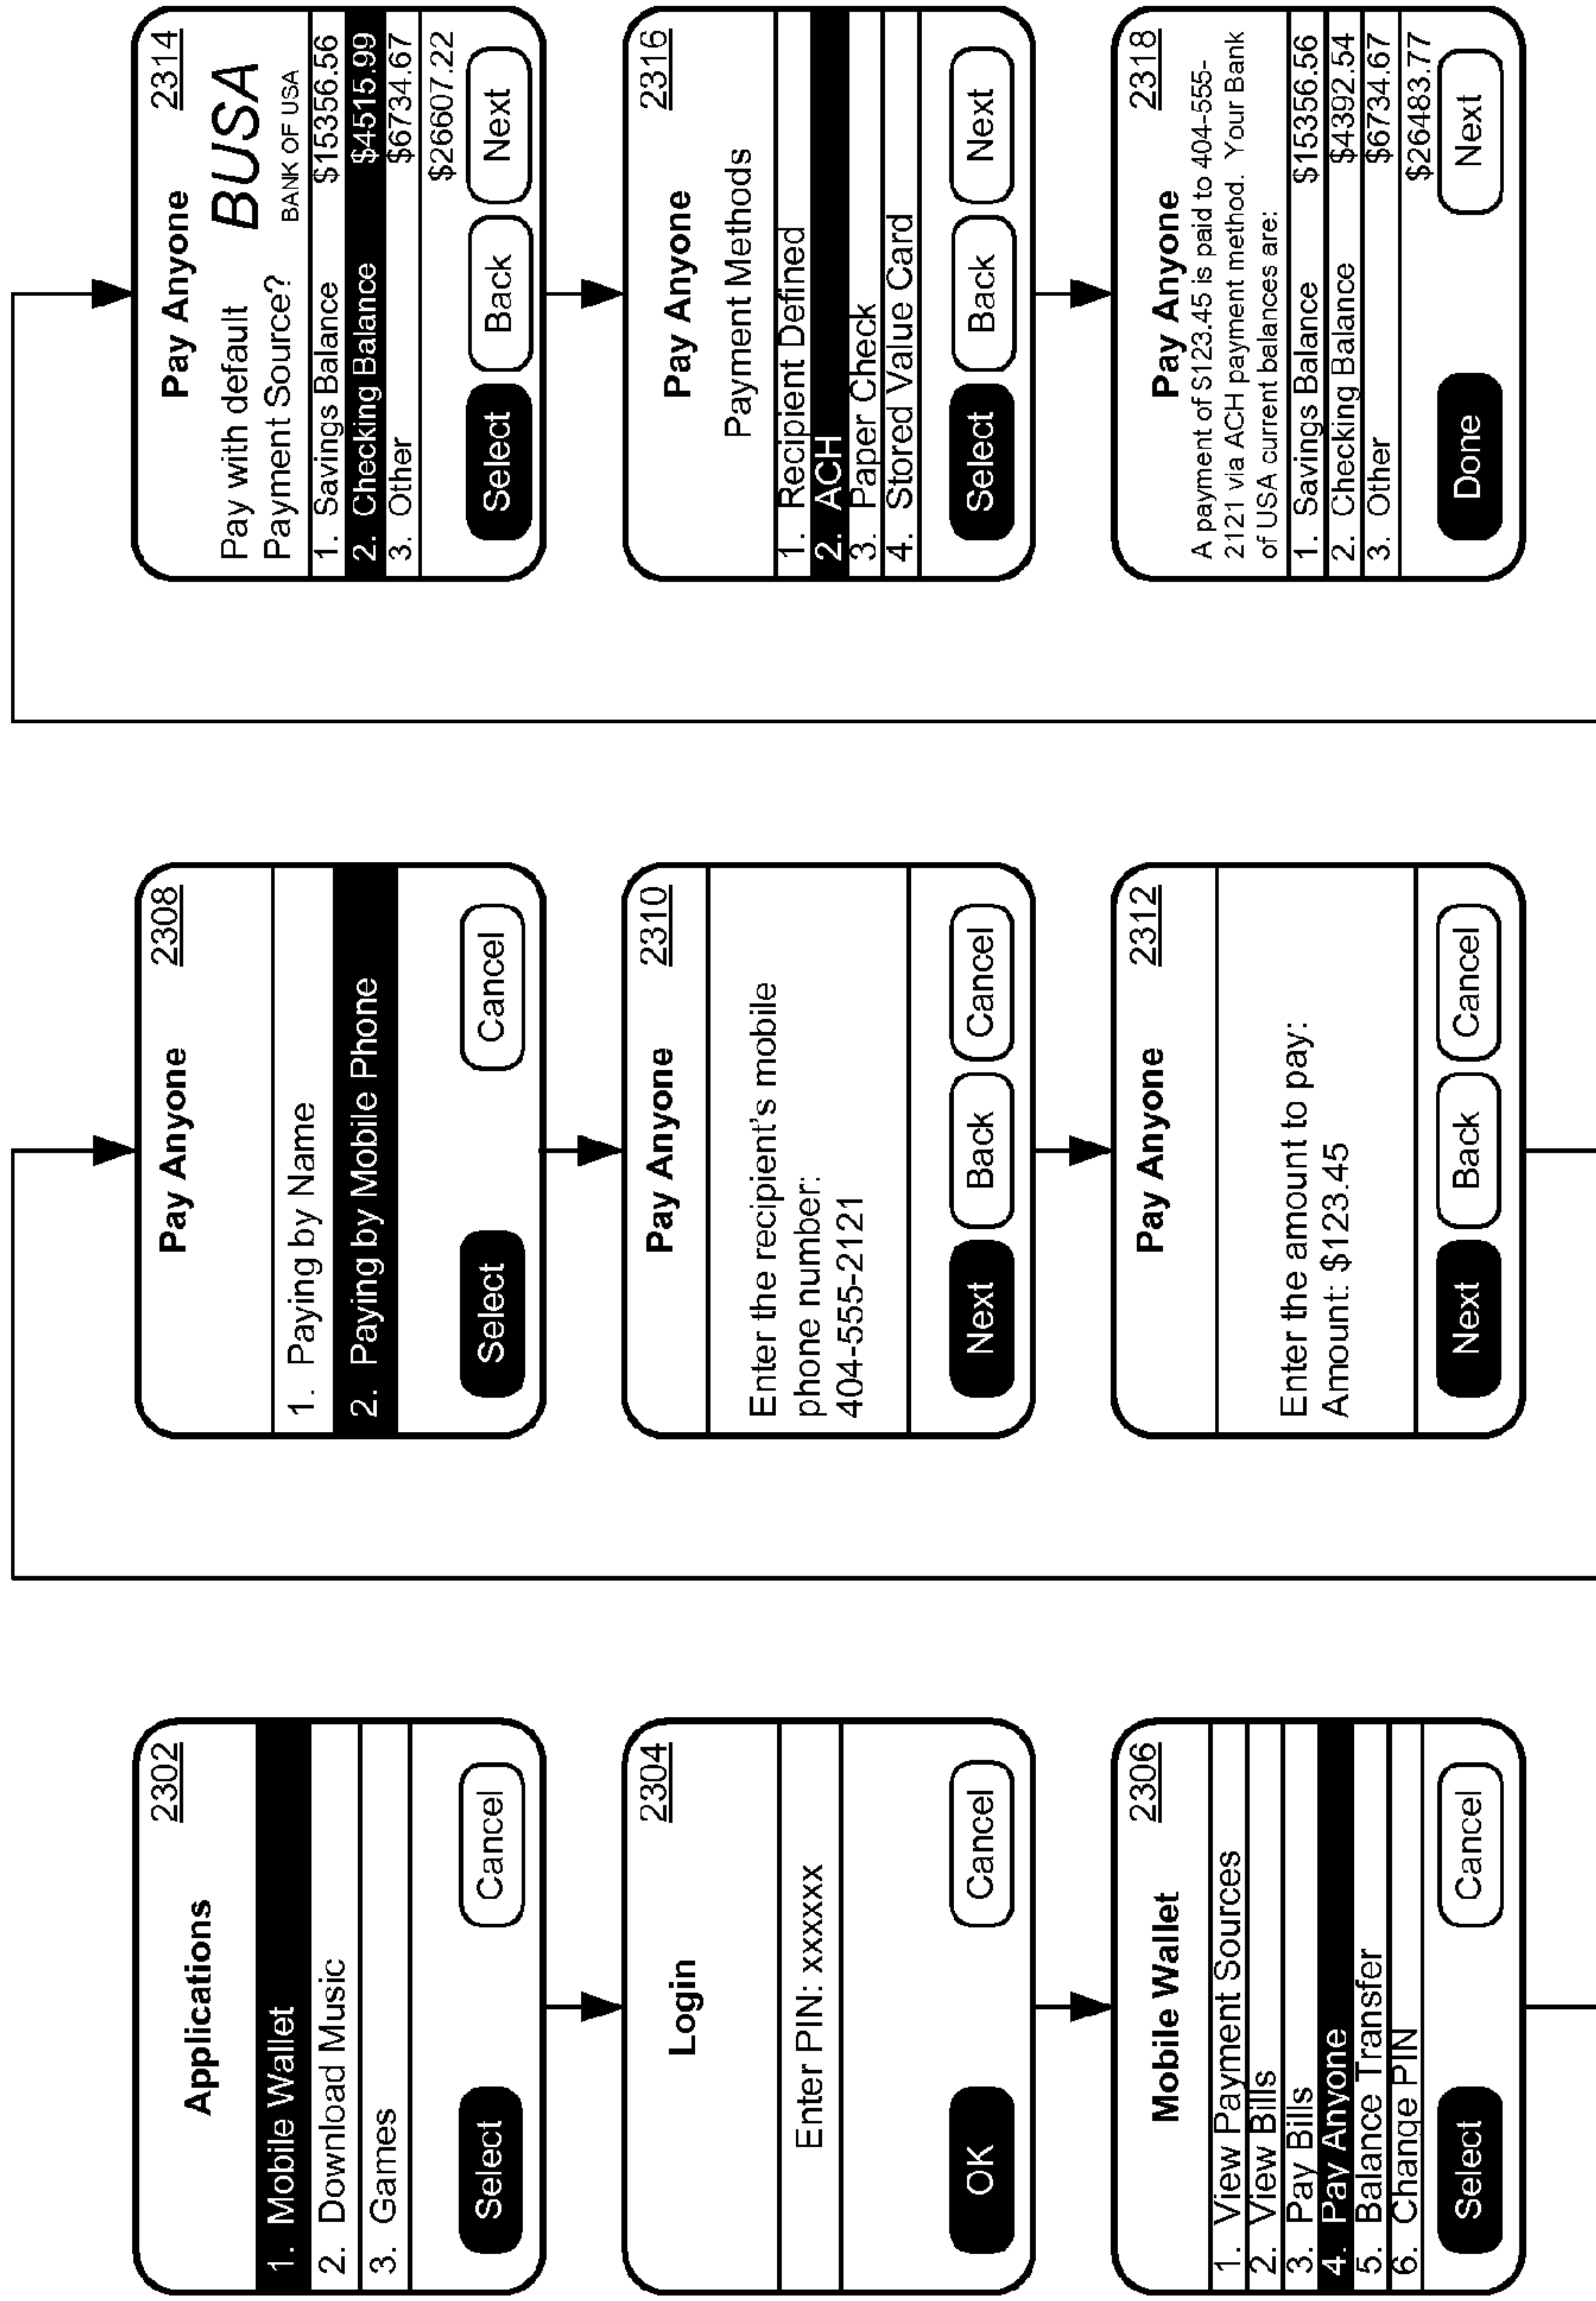 Applications
2302
1. Mobile Wallet
2. Download Music
3. Games
Select
Cancel
Login
2304
Enter PIN: xxxxxx
OK
Cancel
Mobile Wallet
2306
1. View Payment Sources
2. View Bills
3. Pay Bills
4. Pay Anyone
5. Balance Transfer
6. Change PIN
Select
Cancel
Pay Anyone
2308
1. Paying by Name
2. Paying by Mobile Phone
Select
Cancel
Pay Anyone
2310
Enter the recipient's mobile
phone number:
404-555-2121
Next
Back
Cancel
Pay Anyone
2312
Enter the amount to pay:
Amount: $123.45
Next
Back
Cancel
Pay Anyone
2314
Pay with default
Payment Source?
BUSA
BANK OF USA
1. Savings Balance $15356.56
2. Checking Balance $4515.99
3. Other $6734.67
$26607.22
Select
Back
Next
Pay Anyone
2316
Payment Methods
1. Recipient Defined
2. ACH
3. Paper Check
4. Stored Value Card
Select
Back
Next
Pay Anyone
2318
A payment of $123.45 is paid to 404-555-
2121 via ACH payment method. Your Bank
of USA current balances are:
1. Savings Balance $15356.56
2. Checking Balance $4392.54
3. Other $6734.67
$26483.77
Done
Next